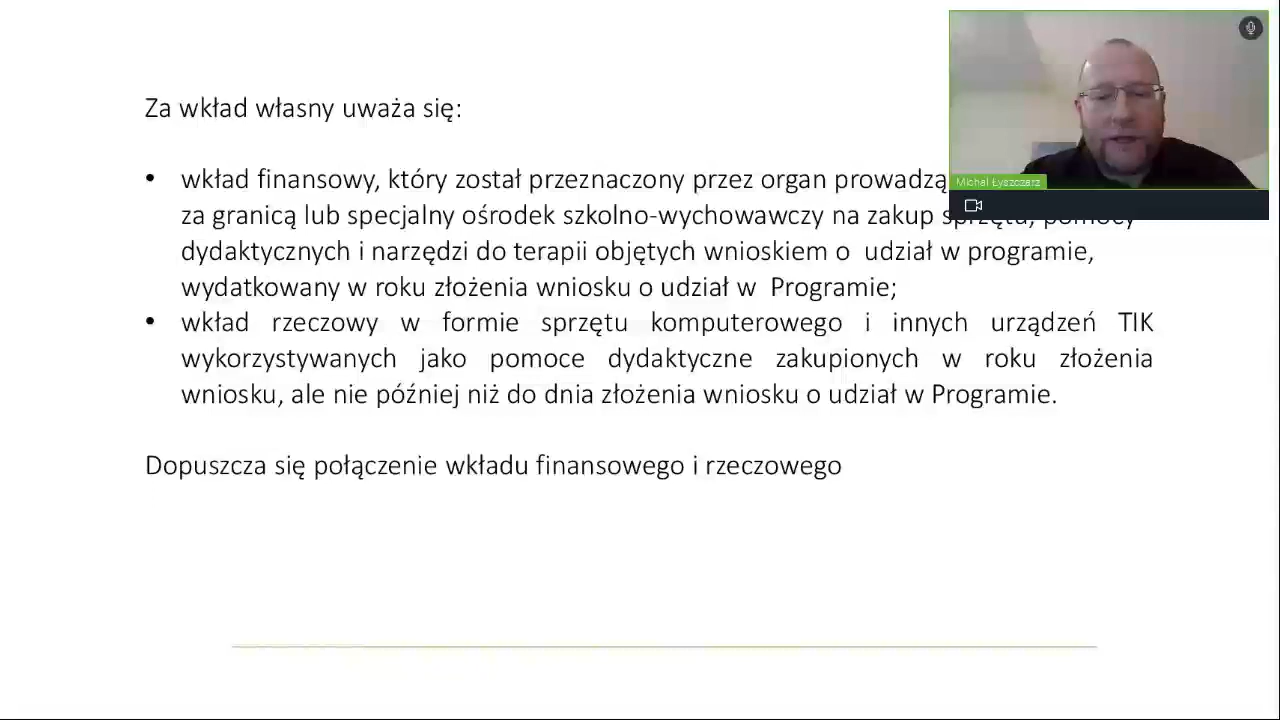 Za wkład własny uważa się:
• wkład finansowy, który został przeznaczony przez organ
za granicą lub specjalny ośrodek szkolno-wychowawczy na zakup sprzętu, pomocy
dydaktycznych i narzędzi do terapii objętych wnioskiem o udział w programie,
wydatkowany w roku złożenia wniosku o udział w Programie;
• wkład rzeczowy w formie sprzętu komputerowego i innych urządzeń TIK
wykorzystywanych jako pomoce dydaktyczne zakupionych w roku złożenia
wniosku, ale nie później niż do dnia złożenia wniosku o udział w Programie.
Dopuszcza się połączenie wkładu finansowego i rzeczowego
Michał Łyszczarz